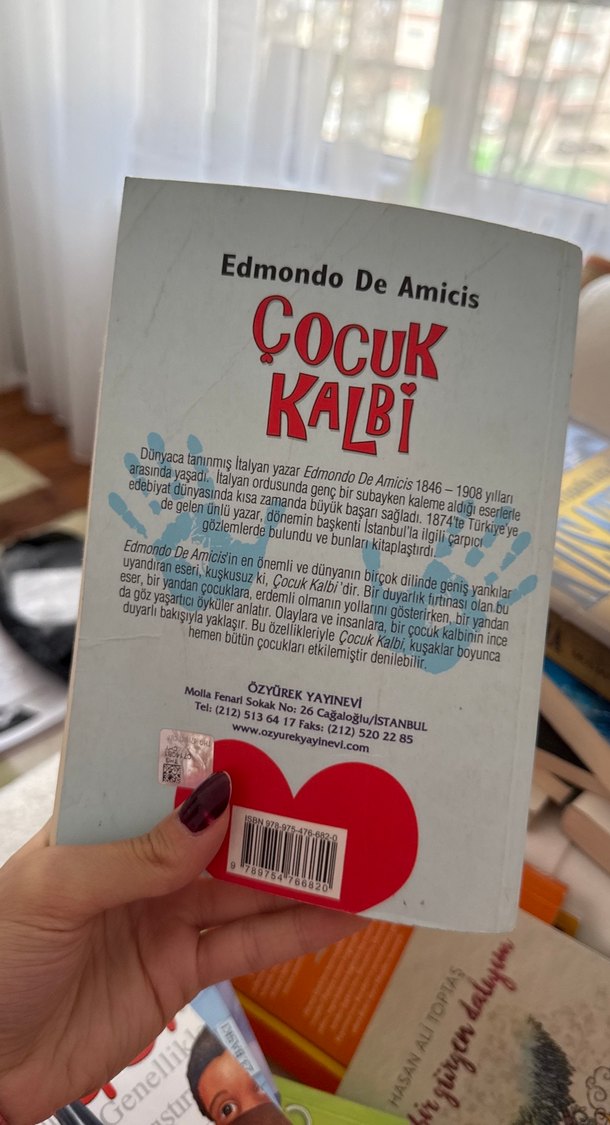 Edmondo De Amicis
ÇOCUK
KALBİ
Dünyaca tanınmış İtalyan yazar Edmondo De Amicis 1846 – 1908 yılları
arasında yaşadı. İtalyan ordusunda genç bir subayken kaleme aldığı eserlerle
edebiyat dünyasında kısa zamanda büyük başarı sağladı. 1874'te Türkiye'ye
de gelen ünlü yazar, dönemin başkenti İstanbul'la ilgili çarpıcı
gözlemlerde bulundu ve bunları kitaplaştırdı.
Edmondo De Amicis'in en önemli ve dünyanın birçok dilinde geniş yankılar
uyandıran eseri, kuşkusuz ki, Çocuk Kalbi 'dir. Bir duyarlık fırtınası olan bu
eser, bir yandan çocuklara, erdemli olmanın yollarını gösterirken, bir yandan
da göz yaşartıcı öyküler anlatır. Olaylara ve insanlara, bir çocuk kalbinin ince
duyarlı bakışıyla yaklaşır. Bu özellikleriyle Çocuk Kalbi, kuşaklar boyunca
hemen bütün çocukları etkilemiştir denilebilir.
ÖZYÜREK YAYINEVİ
Molla Fenari Sokak No: 26 Cağaloğlu/İSTANBUL
Tel: (212) 513 64 17 Faks: (212) 520 22 85
www.ozyurekyayinevi.com
ISBN 978-975-476-682-0
9 789754 766820
HASAN ALİ TOPTAŞ
bir gürgen dalıyım
Genellikle
23 BASKI